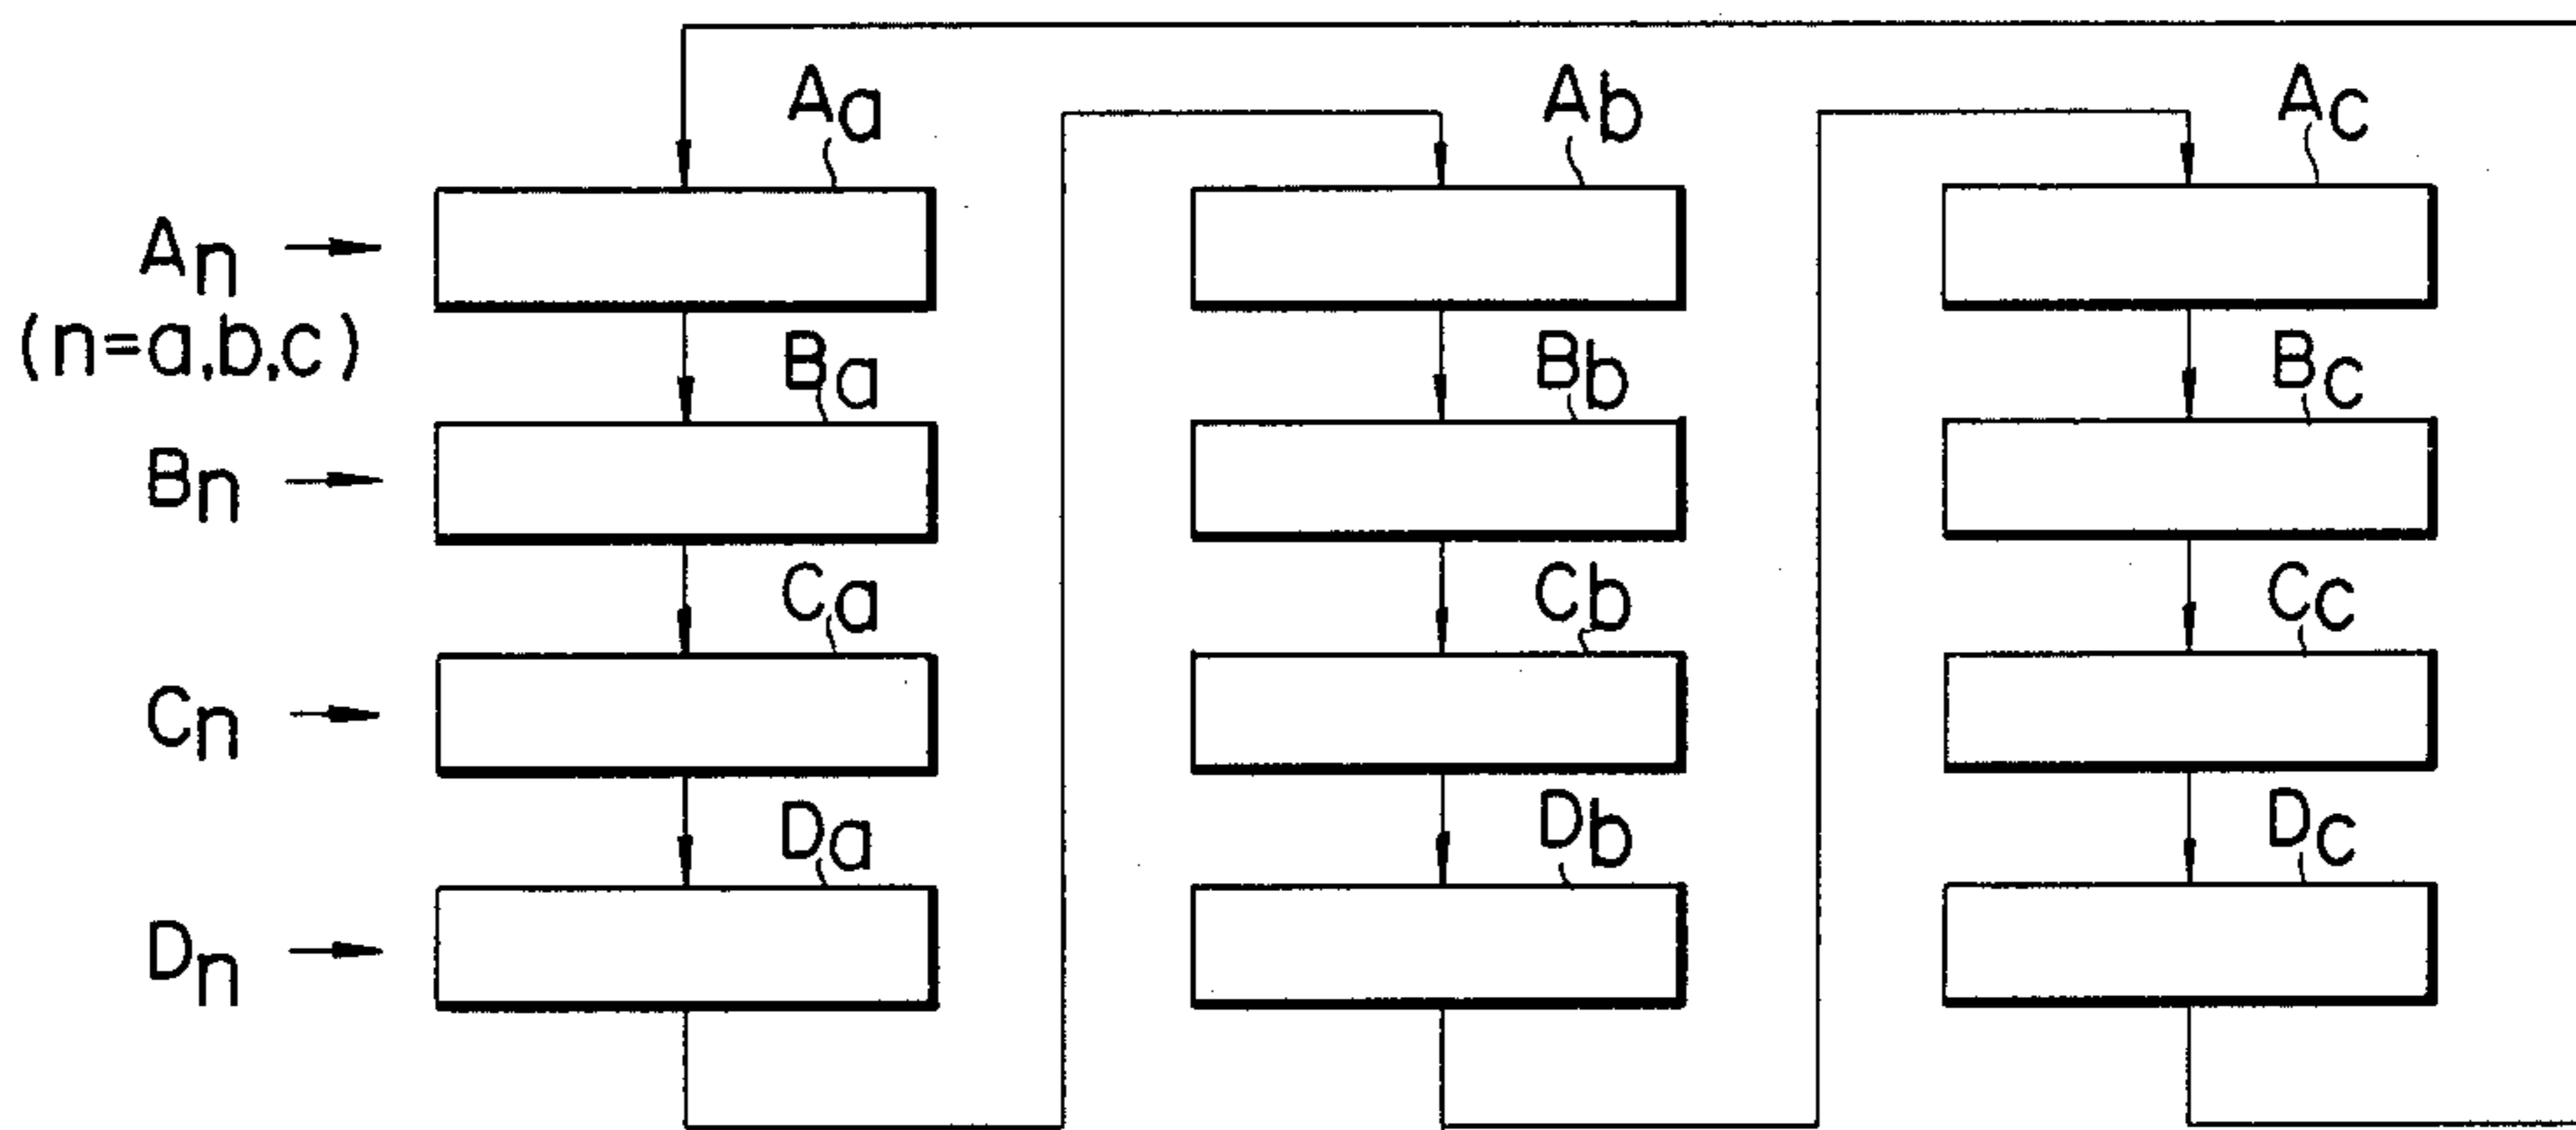 Aa Ab Ac
An →
(n=a,b,c)
Ba Bb Bc
Bn →
Ca Cb Cc
Cn →
Da Db Dc
Dn →